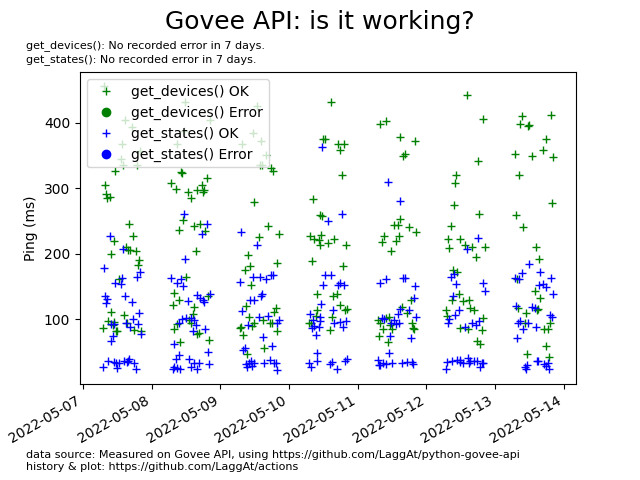 Govee API: is it working?
get_devices(): No recorded error in 7 days.
get_states(): No recorded error in 7 days.
get_devices() OK
get_devices() Error
get_states() OK
get_states() Error
Ping (ms)
400
300
200
100
2022-05-07
2022-05-08
2022-05-09
2022-05-10
2022-05-11
2022-05-12
2022-05-13
2022-05-14
data source: Measured on Govee API, using https://github.com/LaggAt/python-govee-api
history & plot: https://github.com/LaggAt/actions